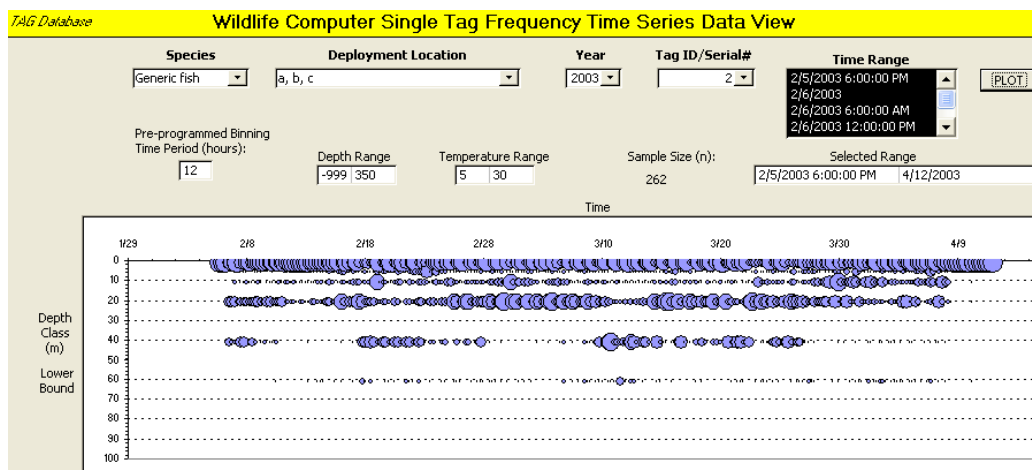 TAG Database
Wildlife Computer Single Tag Frequency Time Series Data View
Species
Deployment Location
Year
Tag ID/Serial#
Time Range
Generic fish
a, b, c
2003
2
2/5/2003 6:00:00 PM
2/6/2003
2/6/2003 6:00:00 AM
2/6/2003 12:00:00 PM
PLOT
Pre-programmed Binning
Time Period (hours):
12
Depth Range
-999 350
Temperature Range
5 30
Sample Size (n):
262
Selected Range
2/5/2003 6:00:00 PM 4/12/2003
Time
1/29 2/8 2/18 2/28 3/10 3/20 3/30 4/9
Depth
Class
(m)
Lower
Bound
0
10
20
30
40
50
60
70
80
90
100